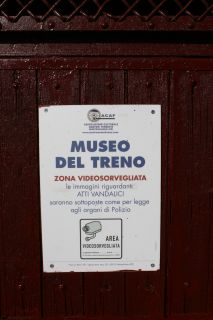 ACAF
MUSEO
DEL TRENO
ZONA VIDEOSORVEGLIATA
le immagini riguardanti
ATTI VANDALICI
saranno sottoposte come per legge
agli organi di Polizia
AREA
VIDEOSORVEGLIATA